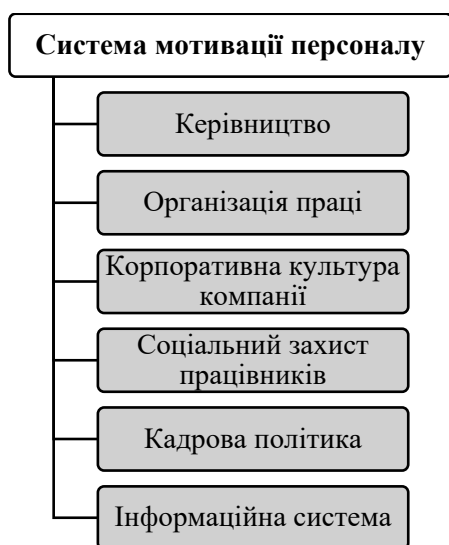 Система мотивації персоналу
Керівництво
Організація праці
Корпоративна культура
компанії
Соціальний захист
працівників
Кадрова політика
Інформаційна система